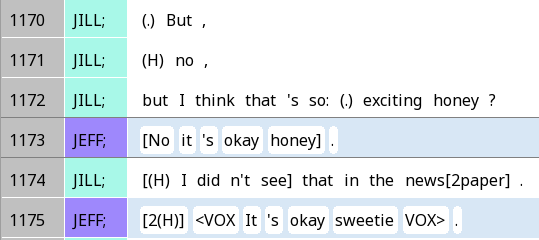 1170 JILL; (.) But ,
1171 JILL; (H) no ,
1172 JILL; but I think that 's so: (.) exciting honey ?
1173 JEFF; [No it 's okay honey] .
1174 JILL; [(H) I did n't see] that in the news[2paper] .
1175 JEFF; [2(H)] <VOX It 's okay sweetie VOX> .